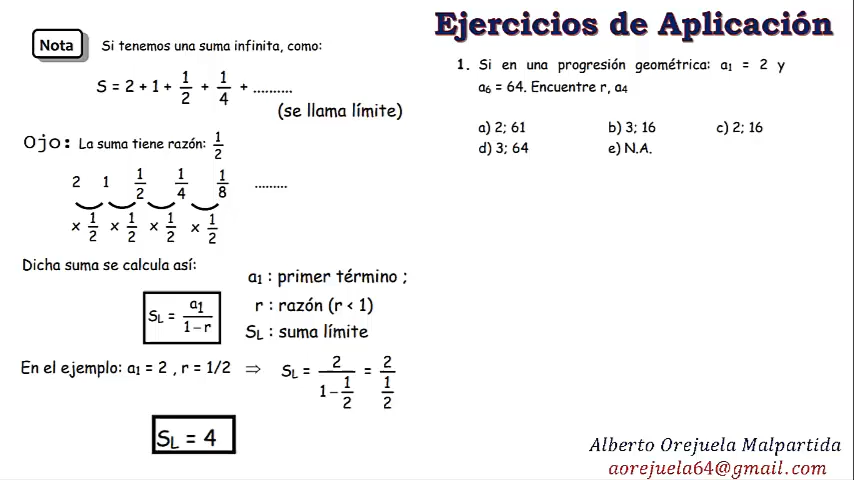 Nota
Si tenemos una suma infinita, como:
S = 2 + 1 + 1/2 + 1/4 + ..........
(se llama límite)
Ojo: La suma tiene razón: 1/2
2 1 1/2 1/4 1/8 .........
x 1/2 x 1/2 x 1/2 x 1/2
Dicha suma se calcula así:
a1 : primer término ;
SL = a1 / 1 – r
r : razón (r < 1)
SL : suma límite
En el ejemplo: a1 = 2 , r = 1/2 ⇒ SL = 2 / 1 – 1/2 = 2 / 1/2
SL = 4
Ejercicios de Aplicación
1. Si en una progresión geométrica: a1 = 2 y
a6 = 64. Encuentre r, a4
a) 2; 61 b) 3; 16 c) 2; 16
d) 3; 64 e) N.A.
Alberto Orejuela Malpartida
aorejuela64@gmail.com